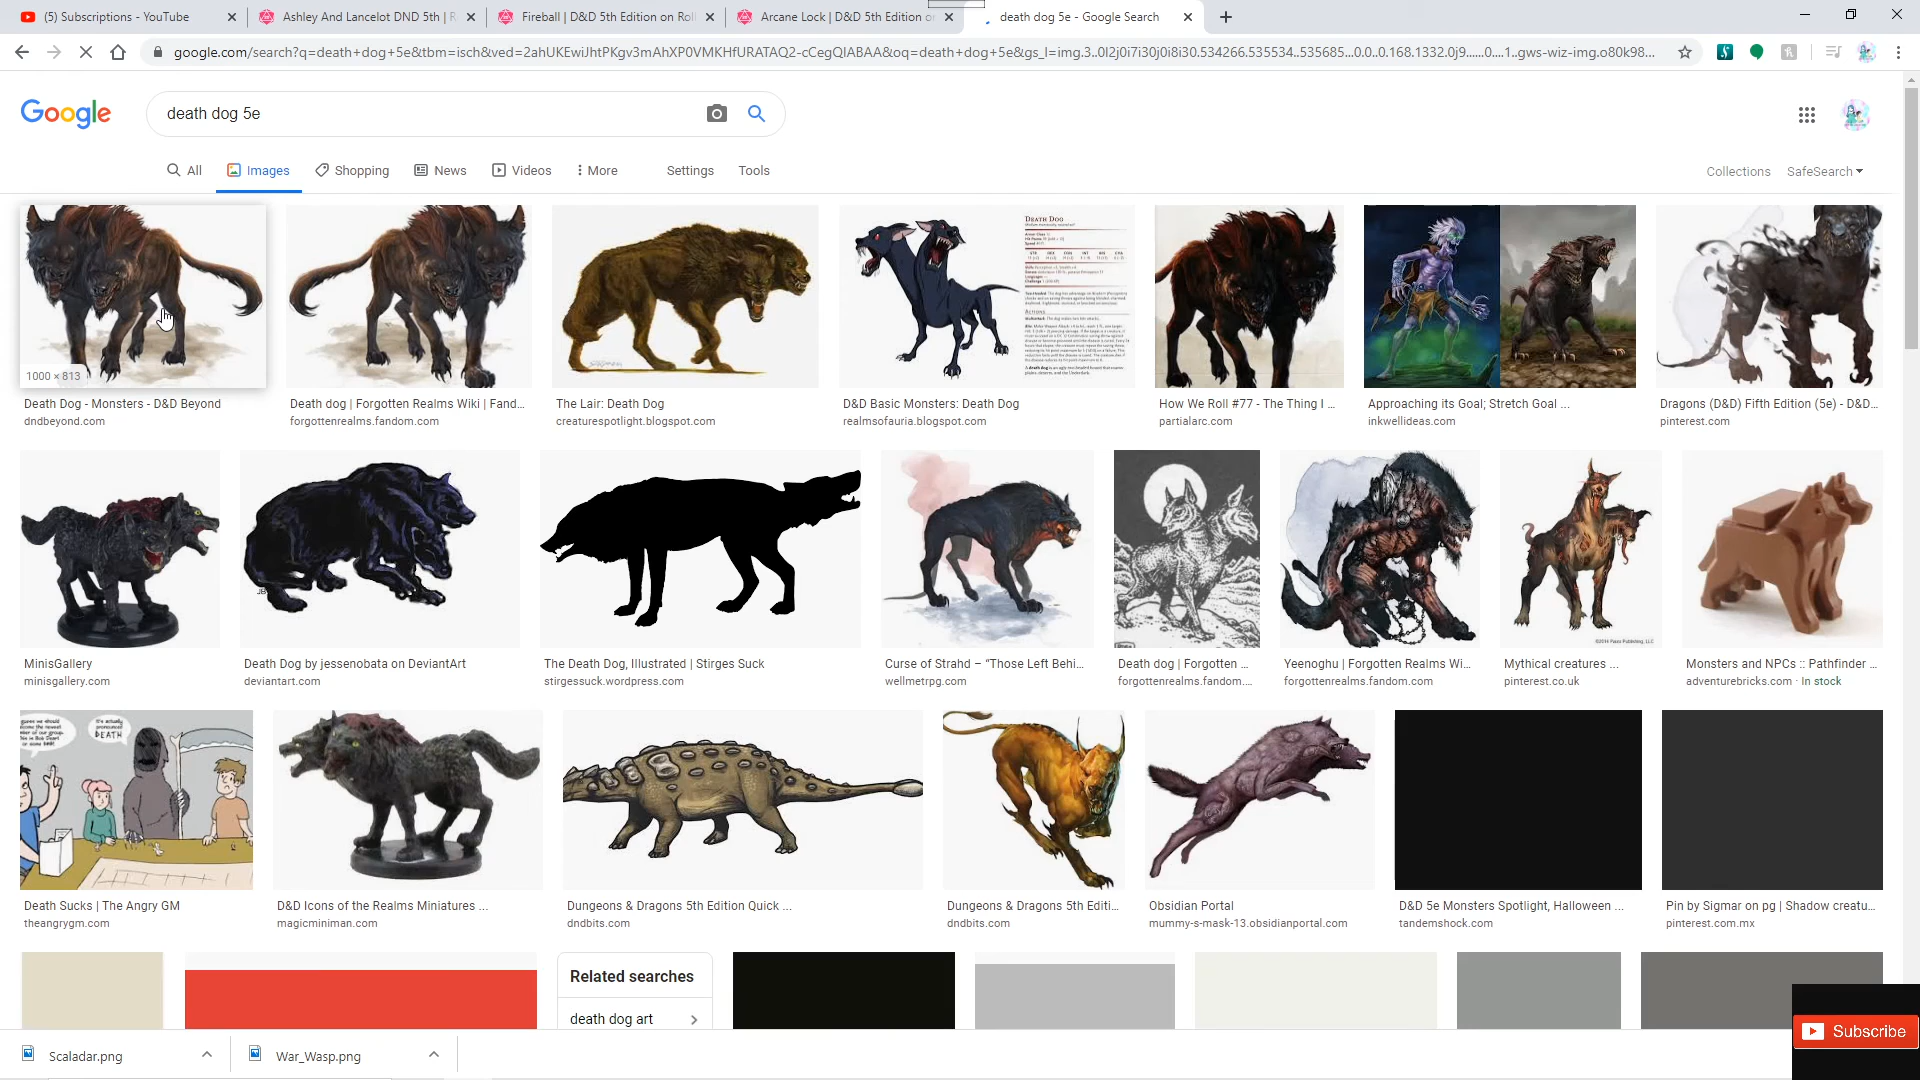 (5) Subscriptions - YouTube
Ashley And Lancelot DND 5th | R
Fireball | D&D 5th Edition on Roll
Arcane Lock | D&D 5th Edition on
death dog 5e - Google Search
google.com/search?q=death+dog+5e&tbm=isch&ved=2ahUKEwiJhtPKgv3mAhXP0VMKHfURATAQ2-cCegQIABAA&oq=death+dog+5e&gs_l=img.3..0l2j0i7i30j0i8i30.534266.535534..535685...0.0..0.168.1332.0j9......0....1..gws-wiz-img.o80k98...
Google
death dog 5e
All
Images
Shopping
News
Videos
More
Settings
Tools
Collections
SafeSearch
1000 × 813
DEATH DOG
ACTIONS
Death Dog - Monsters - D&D Beyond
dndbeyond.com
Death dog | Forgotten Realms Wiki | Fand...
forgottenrealms.fandom.com
The Lair: Death Dog
creaturespotlight.blogspot.com
D&D Basic Monsters: Death Dog
realmsofauria.blogspot.com
How We Roll #77 - The Thing I ...
partialarc.com
Approaching its Goal; Stretch Goal ...
inkwellideas.com
Dragons (D&D) Fifth Edition (5e) - D&D...
pinterest.com
JB
MinisGallery
minisgallery.com
Death Dog by jessenobata on DeviantArt
deviantart.com
The Death Dog, Illustrated | Stirges Suck
stirgessuck.wordpress.com
Curse of Strahd – “Those Left Behi...
wellmetrpg.com
Death dog | Forgotten ...
forgottenrealms.fandom....
Yeenoghu | Forgotten Realms Wi...
forgottenrealms.fandom.com
Mythical creatures ...
pinterest.co.uk
Monsters and NPCs :: Pathfinder ...
adventurebricks.com · In stock
It's actually
pronounced
DEATH
Death Sucks | The Angry GM
theangrygm.com
D&D Icons of the Realms Miniatures ...
magicminiman.com
Dungeons & Dragons 5th Edition Quick ...
dndbits.com
Dungeons & Dragons 5th Editi...
dndbits.com
Obsidian Portal
mummy-s-mask-13.obsidianportal.com
D&D 5e Monsters Spotlight, Halloween ...
tandemshock.com
Pin by Sigmar on pg | Shadow creatu...
pinterest.com.mx
Related searches
death dog art
Scaladar.png
War_Wasp.png
Subscribe